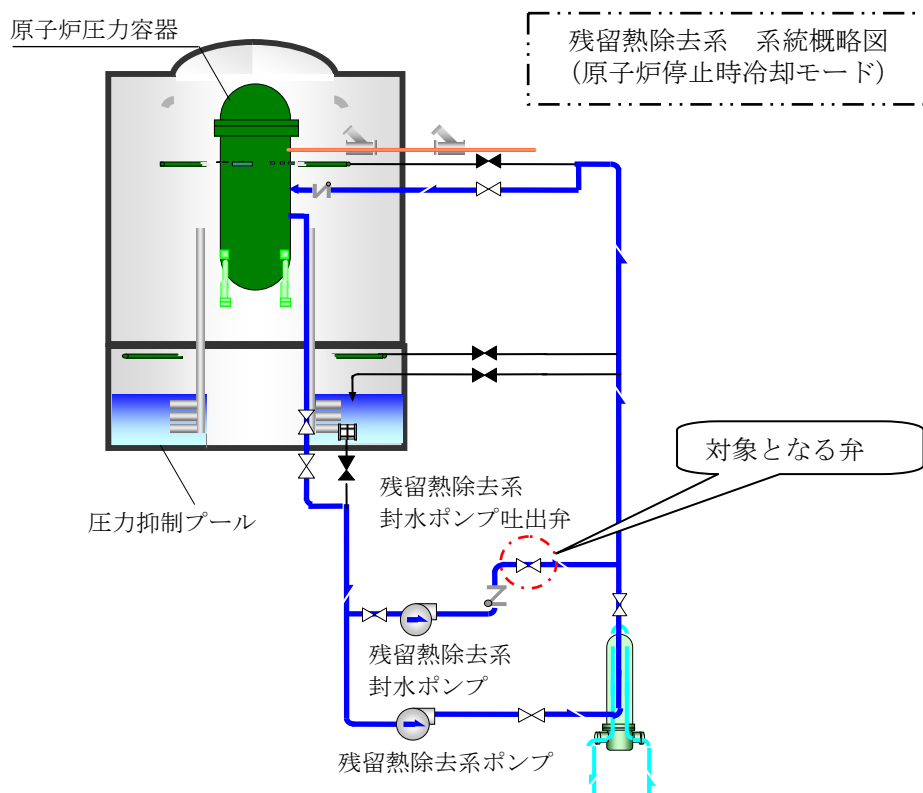 原子炉圧力容器
残留熱除去系　系統概略図
（原子炉停止時冷却モード）
対象となる弁
残留熱除去系
封水ポンプ吐出弁
圧力抑制プール
残留熱除去系
封水ポンプ
残留熱除去系ポンプ